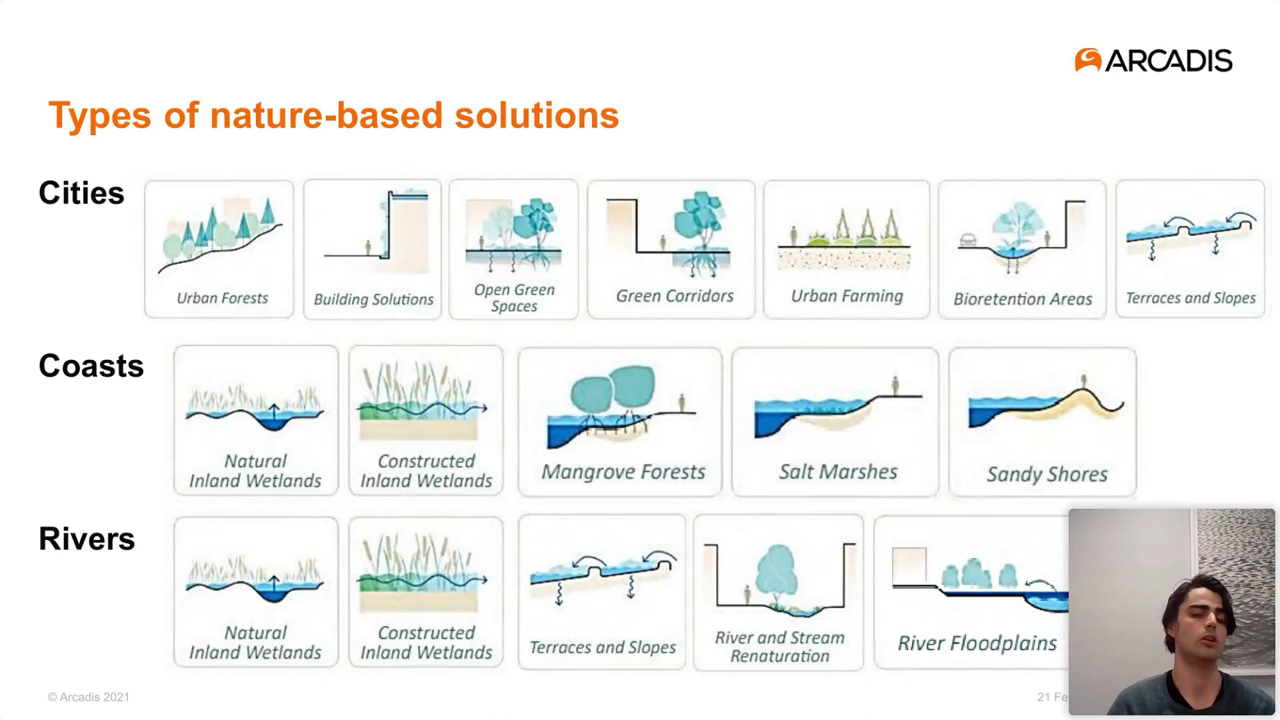 ARCADIS
Types of nature-based solutions
Cities
Urban Forests
Building Solutions
Open Green
Spaces
Green Corridors
Urban Farming
Bioretention Areas
Terraces and Slopes
Coasts
Natural
Inland Wetlands
Constructed
Inland Wetlands
Mangrove Forests
Salt Marshes
Sandy Shores
Rivers
Natural
Inland Wetlands
Constructed
Inland Wetlands
Terraces and Slopes
River and Stream
Renaturation
River Floodplains
© Arcadis 2021
21